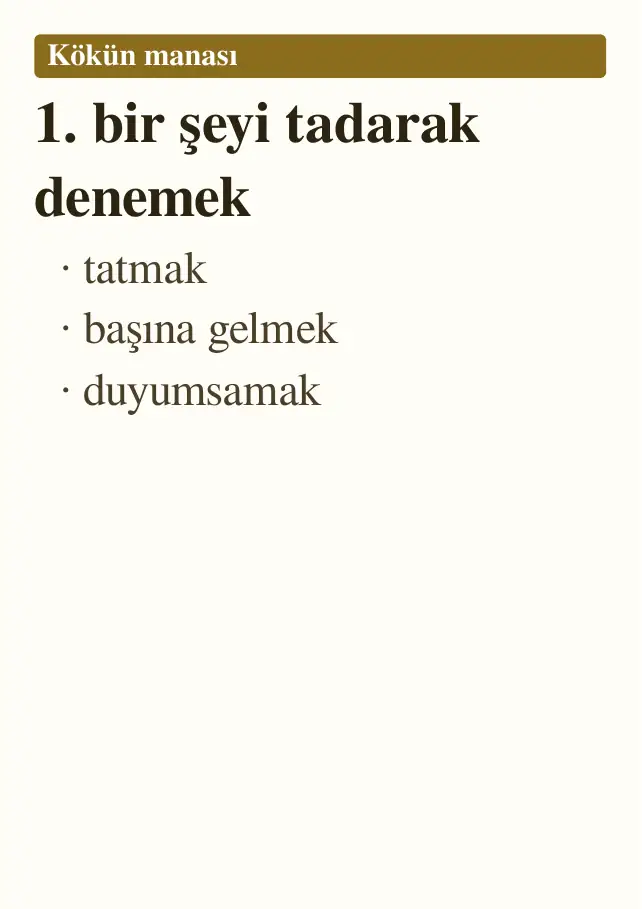 Kökün manası
1. bir şeyi tadarak
denemek
· tatmak
· başına gelmek
· duyumsamak